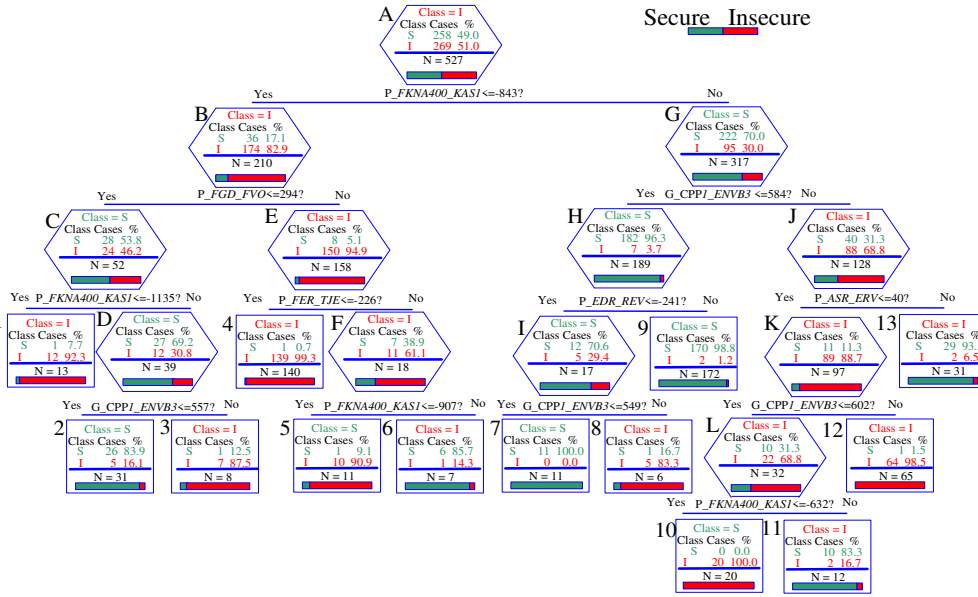 Secure Insecure
A
Class = I
Class Cases %
S 258 49.0
I 269 51.0
N = 527
Yes P_FKNA400_KAS1<=-843? No
B
Class = I
Class Cases %
S 36 17.1
I 174 82.9
N = 210
G
Class = S
Class Cases %
S 222 70.0
I 95 30.0
N = 317
Yes P_FGD_FVO<=294? No
Yes G_CPP1_ENVB3<=584? No
C
Class = S
Class Cases %
S 28 53.8
I 24 46.2
N = 52
E
Class = I
Class Cases %
S 8 5.1
I 150 94.9
N = 158
H
Class = S
Class Cases %
S 182 96.3
I 7 3.7
N = 189
J
Class = I
Class Cases %
S 40 31.3
I 88 68.8
N = 128
Yes P_FKNA400_KAS1<=-1135? No
Yes P_FER_TJE<=-226? No
Yes P_EDR_REV<=-241? No
Yes P_ASR_ERV<=40? No
Class = I
Class Cases %
S 1 7.7
I 12 92.3
N = 13
D
Class = S
Class Cases %
S 27 69.2
I 12 30.8
N = 39
4
Class = I
Class Cases %
S 1 0.7
I 139 99.3
N = 140
F
Class = I
Class Cases %
S 7 38.9
I 11 61.1
N = 18
I
Class = S
Class Cases %
S 12 70.6
I 5 29.4
N = 17
9
Class = S
Class Cases %
S 170 98.8
I 2 1.2
N = 172
K
Class = I
Class Cases %
S 11 11.3
I 89 88.7
N = 97
13
Class = I
Class Cases %
S 29 93.
I 2 6.5
N = 31
Yes G_CPP1_ENVB3<=557? No
Yes P_FKNA400_KAS1<=-907? No
Yes G_CPP1_ENVB3<=549? No
Yes G_CPP1_ENVB3<=602? No
2
Class = S
Class Cases %
S 26 83.9
I 5 16.1
N = 31
3
Class = I
Class Cases %
S 1 12.5
I 7 87.5
N = 8
5
Class = S
Class Cases %
S 1 9.1
I 10 90.9
N = 11
6
Class = I
Class Cases %
S 6 85.7
I 1 14.3
N = 7
7
Class = S
Class Cases %
S 11 100.0
I 0 0.0
N = 11
8
Class = I
Class Cases %
S 1 16.7
I 5 83.3
N = 6
L
Class = I
Class Cases %
S 10 31.3
I 22 68.8
N = 32
12
Class = I
Class Cases %
S 1 1.5
I 64 98.5
N = 65
Yes P_FKNA400_KAS1<=-632? No
10
Class = S
Class Cases %
S 0 0.0
I 20 100.0
N = 20
11
Class = I
Class Cases %
S 10 83.3
I 2 16.7
N = 12